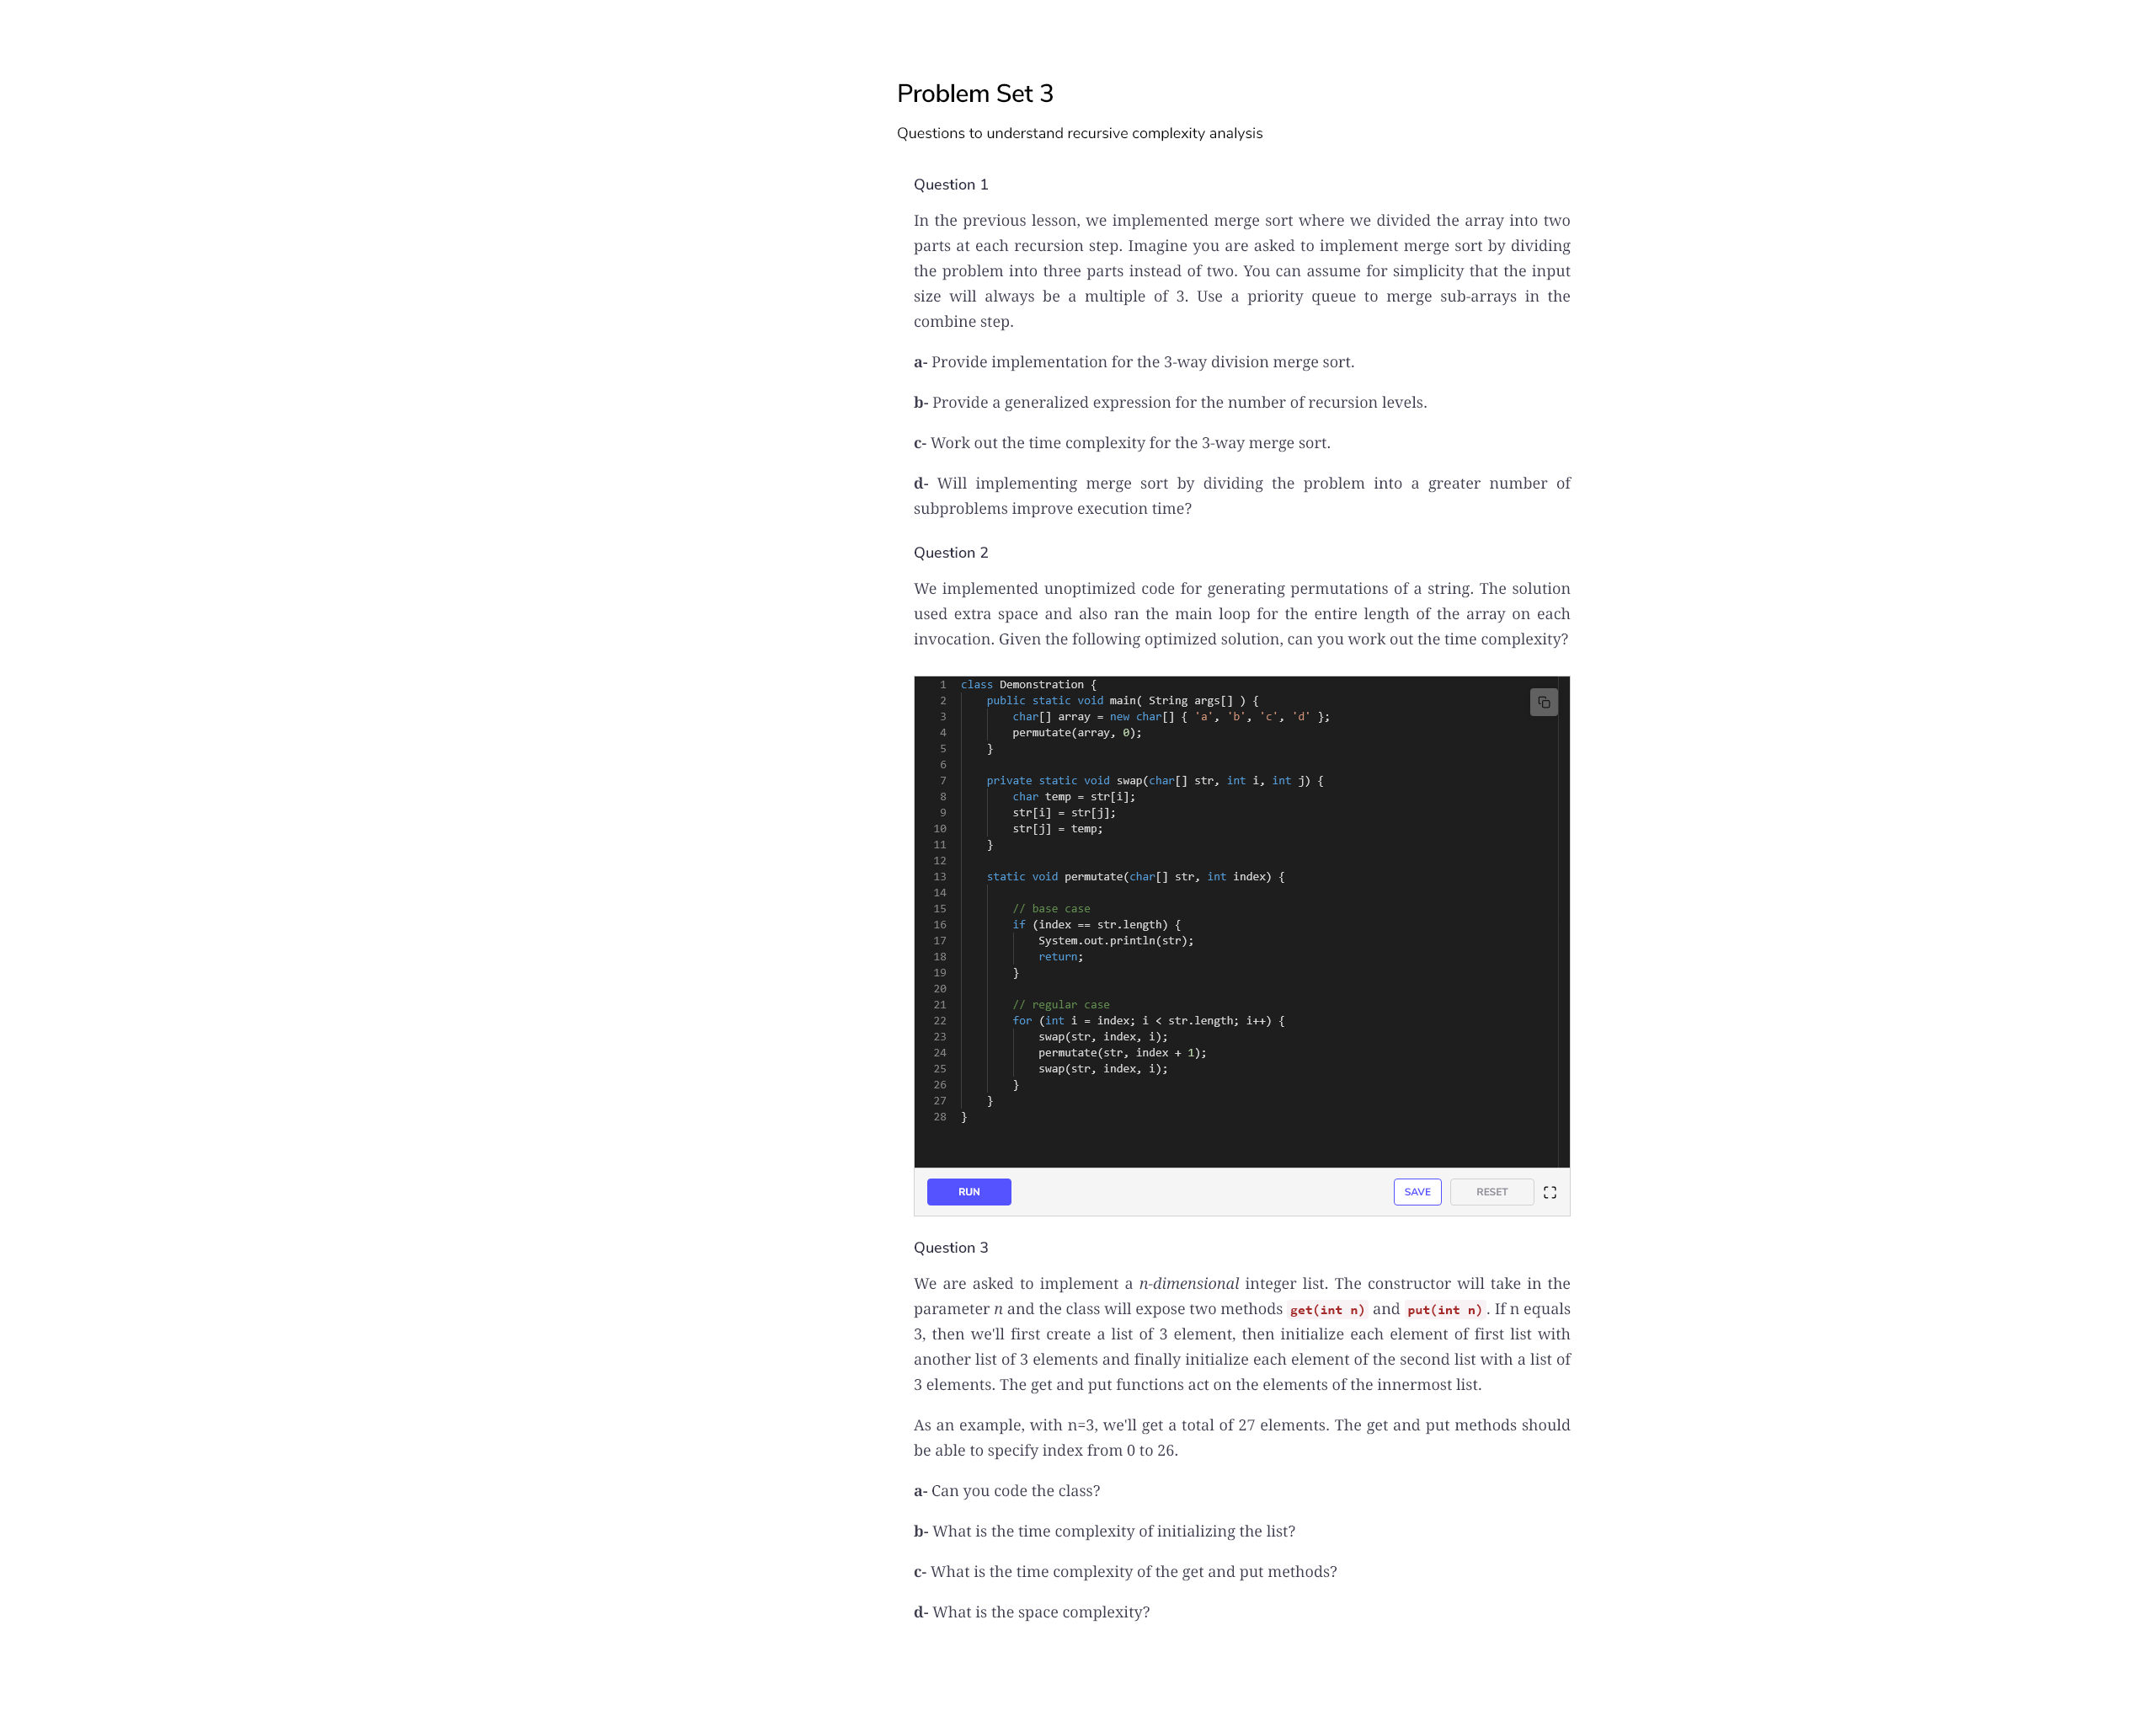 Problem Set 3
Questions to understand recursive complexity analysis
Question 1
In the previous lesson, we implemented merge sort where we divided the array into two
parts at each recursion step. Imagine you are asked to implement merge sort by dividing
the problem into three parts instead of two. You can assume for simplicity that the input
size will always be a multiple of 3. Use a priority queue to merge sub-arrays in the
combine step.
a- Provide implementation for the 3-way division merge sort.
b- Provide a generalized expression for the number of recursion levels.
c- Work out the time complexity for the 3-way merge sort.
d- Will implementing merge sort by dividing the problem into a greater number of
subproblems improve execution time?
Question 2
We implemented unoptimized code for generating permutations of a string. The solution
used extra space and also ran the main loop for the entire length of the array on each
invocation. Given the following optimized solution, can you work out the time complexity?
1 class Demonstration {
2     public static void main( String args[] ) {
3         char[] array = new char[] { 'a', 'b', 'c', 'd' };
4         permutate(array, 0);
5     }
6
7     private static void swap(char[] str, int i, int j) {
8         char temp = str[i];
9         str[i] = str[j];
10         str[j] = temp;
11     }
12
13     static void permutate(char[] str, int index) {
14
15         // base case
16         if (index == str.length) {
17             System.out.println(str);
18             return;
19         }
20
21         // regular case
22         for (int i = index; i < str.length; i++) {
23             swap(str, index, i);
24             permutate(str, index + 1);
25             swap(str, index, i);
26         }
27     }
28 }
RUN SAVE RESET
Question 3
We are asked to implement a n-dimensional integer list. The constructor will take in the
parameter n and the class will expose two methods get(int n) and put(int n). If n equals
3, then we'll first create a list of 3 element, then initialize each element of first list with
another list of 3 elements and finally initialize each element of the second list with a list of
3 elements. The get and put functions act on the elements of the innermost list.
As an example, with n=3, we'll get a total of 27 elements. The get and put methods should
be able to specify index from 0 to 26.
a- Can you code the class?
b- What is the time complexity of initializing the list?
c- What is the time complexity of the get and put methods?
d- What is the space complexity?